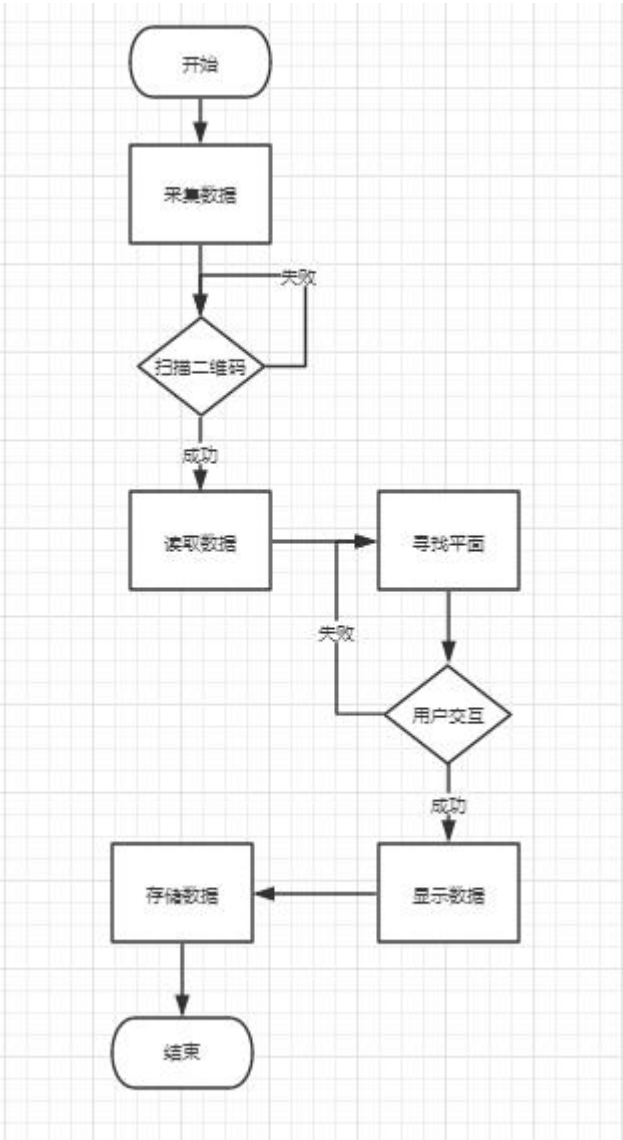 开始
采集数据
失败
扫描二维码
成功
读取数据
寻找平面
失败
用户交互
成功
存储数据
显示数据
结束